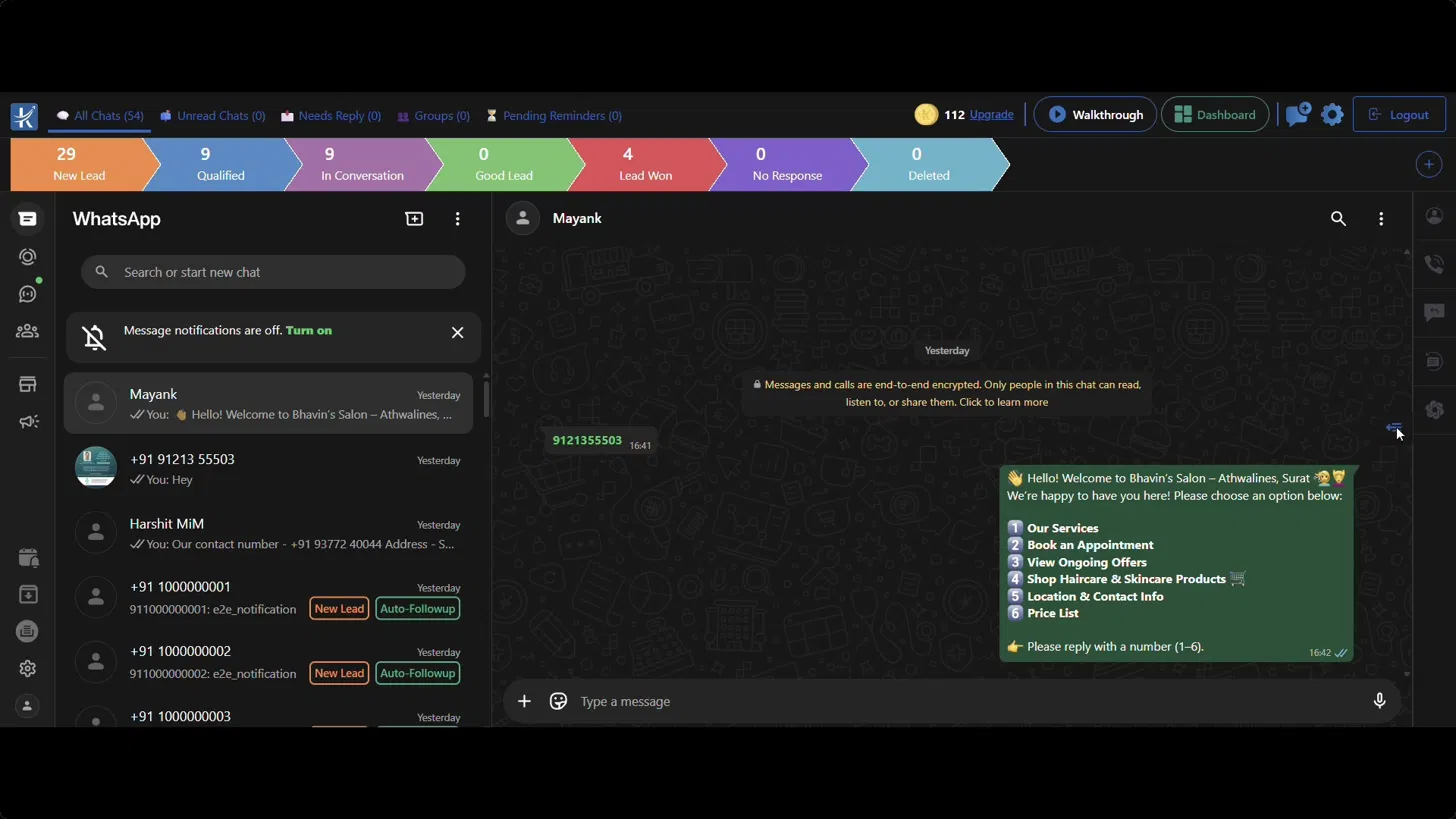 All Chats (54) Unread Chats (0) Needs Reply (0) Groups (0) Pending Reminders (0) 112 Upgrade Walkthrough Dashboard Logout
29 9 9 0 4 0 0
New Lead Qualified In Conversation Good Lead Lead Won No Response Deleted
WhatsApp
Search or start new chat
Message notifications are off. Turn on
Mayank Yesterday
You: 👋 Hello! Welcome to Bhavin's Salon – Athwalines, ...
+91 91213 55503 Yesterday
You: Hey
Harshit MiM Yesterday
You: Our contact number - +91 93772 40044 Address - S...
+91 1000000001 Yesterday
911000000001: e2e_notification New Lead Auto-Followup
+91 1000000002 Yesterday
911000000002: e2e_notification New Lead Auto-Followup
+91 1000000003 Yesterday
Mayank
Yesterday
Messages and calls are end-to-end encrypted. Only people in this chat can read,
listen to, or share them. Click to learn more
9121355503 16:41
👋 Hello! Welcome to Bhavin's Salon – Athwalines, Surat 💇💆
We're happy to have you here! Please choose an option below:
1 Our Services
2 Book an Appointment
3 View Ongoing Offers
4 Shop Haircare & Skincare Products 🛒
5 Location & Contact Info
6 Price List
👉 Please reply with a number (1–6).
16:42
Type a message